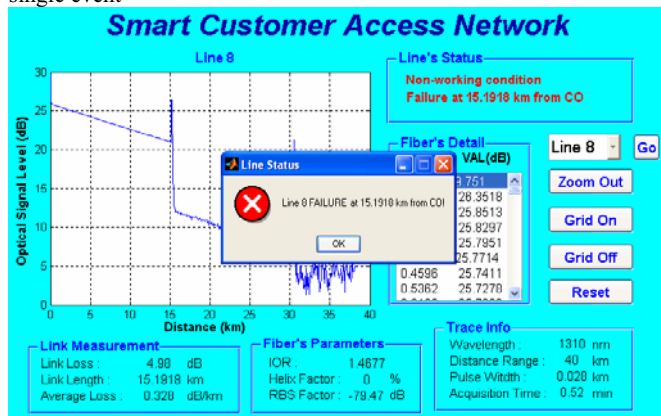 single event
Smart Customer Access Network
Line 8
Optical Signal Level (dB)
30
25
20
15
10
5
0
0 5 10 15 20 25 30 35 40
Distance (km)
Line's Status
Non-working condition
Failure at 15.1918 km from CO
Fiber's Detail
VAL(dB)
9.751
28.3518
25.8513
25.8297
25.7951
25.7714
0.4596 25.7411
0.5362 25.7278
Line 8
Go
Zoom Out
Grid On
Grid Off
Reset
Line Status
Line 8 FAILURE at 15.1918 km from CO!
OK
Link Measurement
Link Loss : 4.98 dB
Link Length : 15.1918 km
Average Loss : 0.328 dB/km
Fiber's Parameters
IOR : 1.4677
Helix Factor : 0 %
RBS Factor : -79.47 dB
Trace Info
Wavelength : 1310 nm
Distance Range : 40 km
Pulse Witdth : 0.028 km
Acquisition Time : 0.52 min